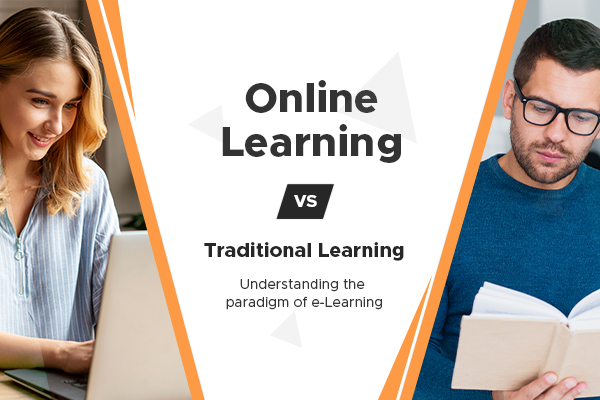 Online
Learning
VS
Traditional Learning
Understanding the
paradigm of e-Learning